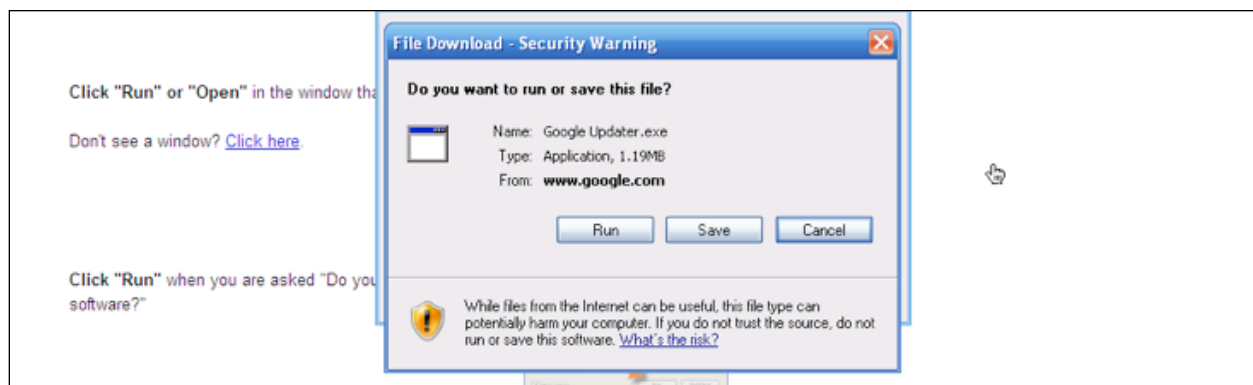 File Download - Security Warning
Click "Run" or "Open" in the window tha
Don't see a window? Click here.
Do you want to run or save this file?
Name: Google Updater.exe
Type: Application, 1.19MB
From: www.google.com
Run Save Cancel
Click "Run" when you are asked "Do you
software?"
While files from the Internet can be useful, this file type can
potentially harm your computer. If you do not trust the source, do not
run or save this software. What's the risk?